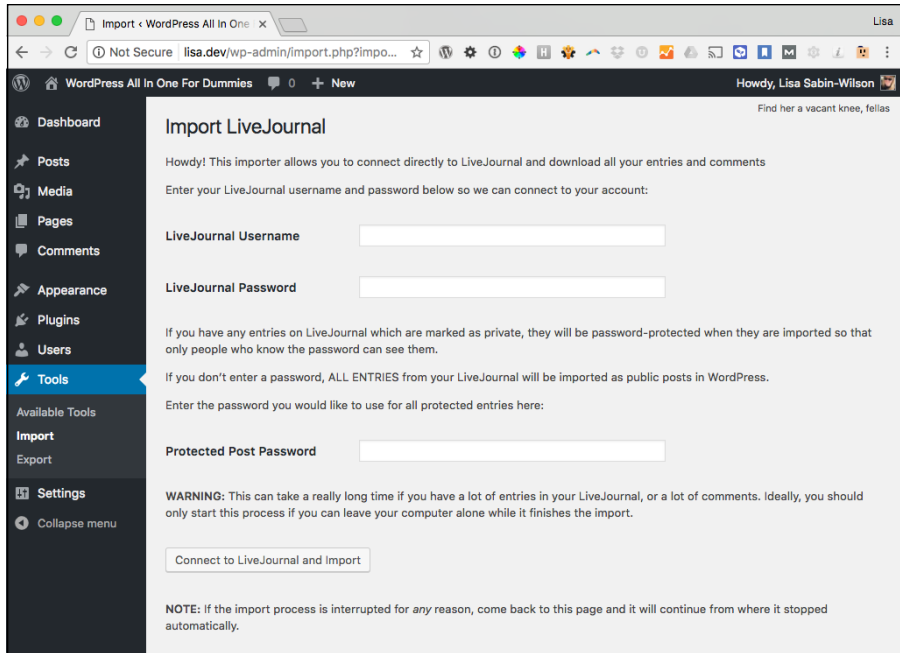 Import ‹ WordPress All In One
Lisa
Not Secure
lisa.dev/wp-admin/import.php?impo...
WordPress All In One For Dummies
0
New
Howdy, Lisa Sabin-Wilson
Find her a vacant knee, fellas
Dashboard
Posts
Media
Pages
Comments
Appearance
Plugins
Users
Tools
Available Tools
Import
Export
Settings
Collapse menu
Import LiveJournal
Howdy! This importer allows you to connect directly to LiveJournal and download all your entries and comments
Enter your LiveJournal username and password below so we can connect to your account:
LiveJournal Username
LiveJournal Password
If you have any entries on LiveJournal which are marked as private, they will be password-protected when they are imported so that
only people who know the password can see them.
If you don't enter a password, ALL ENTRIES from your LiveJournal will be imported as public posts in WordPress.
Enter the password you would like to use for all protected entries here:
Protected Post Password
WARNING: This can take a really long time if you have a lot of entries in your LiveJournal, or a lot of comments. Ideally, you should
only start this process if you can leave your computer alone while it finishes the import.
Connect to LiveJournal and Import
NOTE: If the import process is interrupted for any reason, come back to this page and it will continue from where it stopped
automatically.